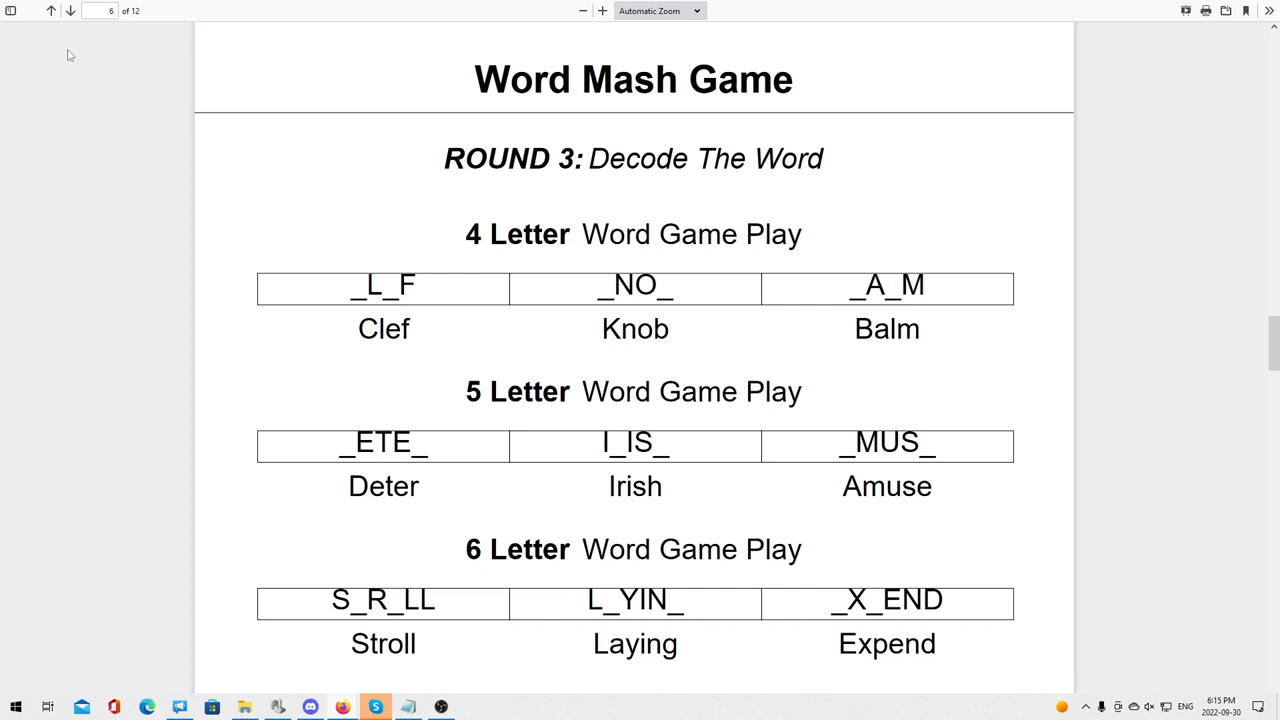 6 of 12
Automatic Zoom
Word Mash Game
ROUND 3: Decode The Word
4 Letter Word Game Play
_L_F _NO_ _A_M
Clef Knob Balm
5 Letter Word Game Play
_ETE_ I_IS_ _MUS_
Deter Irish Amuse
6 Letter Word Game Play
S_R_LL L_YIN_ _X_END
Stroll Laying Expend
ENG
6:15 PM
2022-09-30